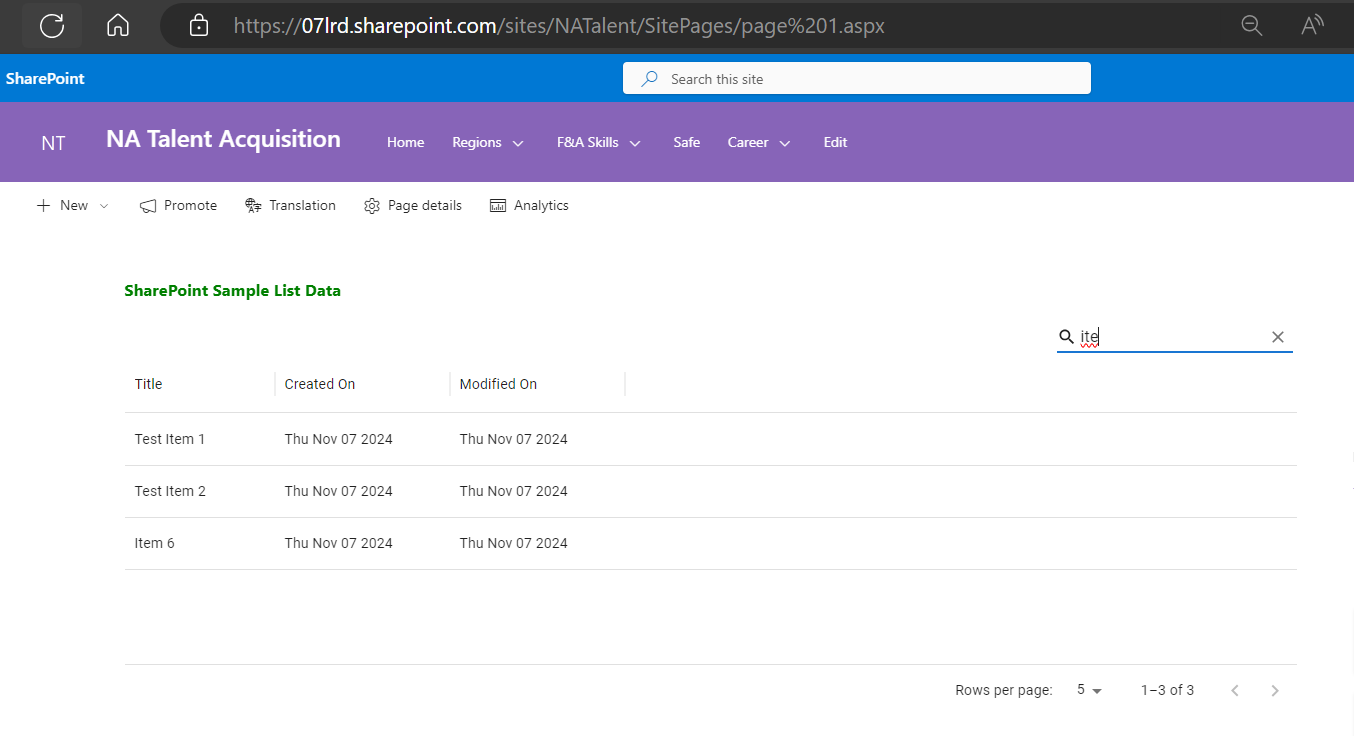 https://07lrd.sharepoint.com/sites/NATalent/SitePages/page%201.aspx A
SharePoint Search this site
NT NA Talent Acquisition Home Regions F&A Skills Safe Career Edit
New Promote Translation Page details Analytics
SharePoint Sample List Data
ite
Title Created On Modified On
Test Item 1 Thu Nov 07 2024 Thu Nov 07 2024
Test Item 2 Thu Nov 07 2024 Thu Nov 07 2024
Item 6 Thu Nov 07 2024 Thu Nov 07 2024
Rows per page: 5 1–3 of 3